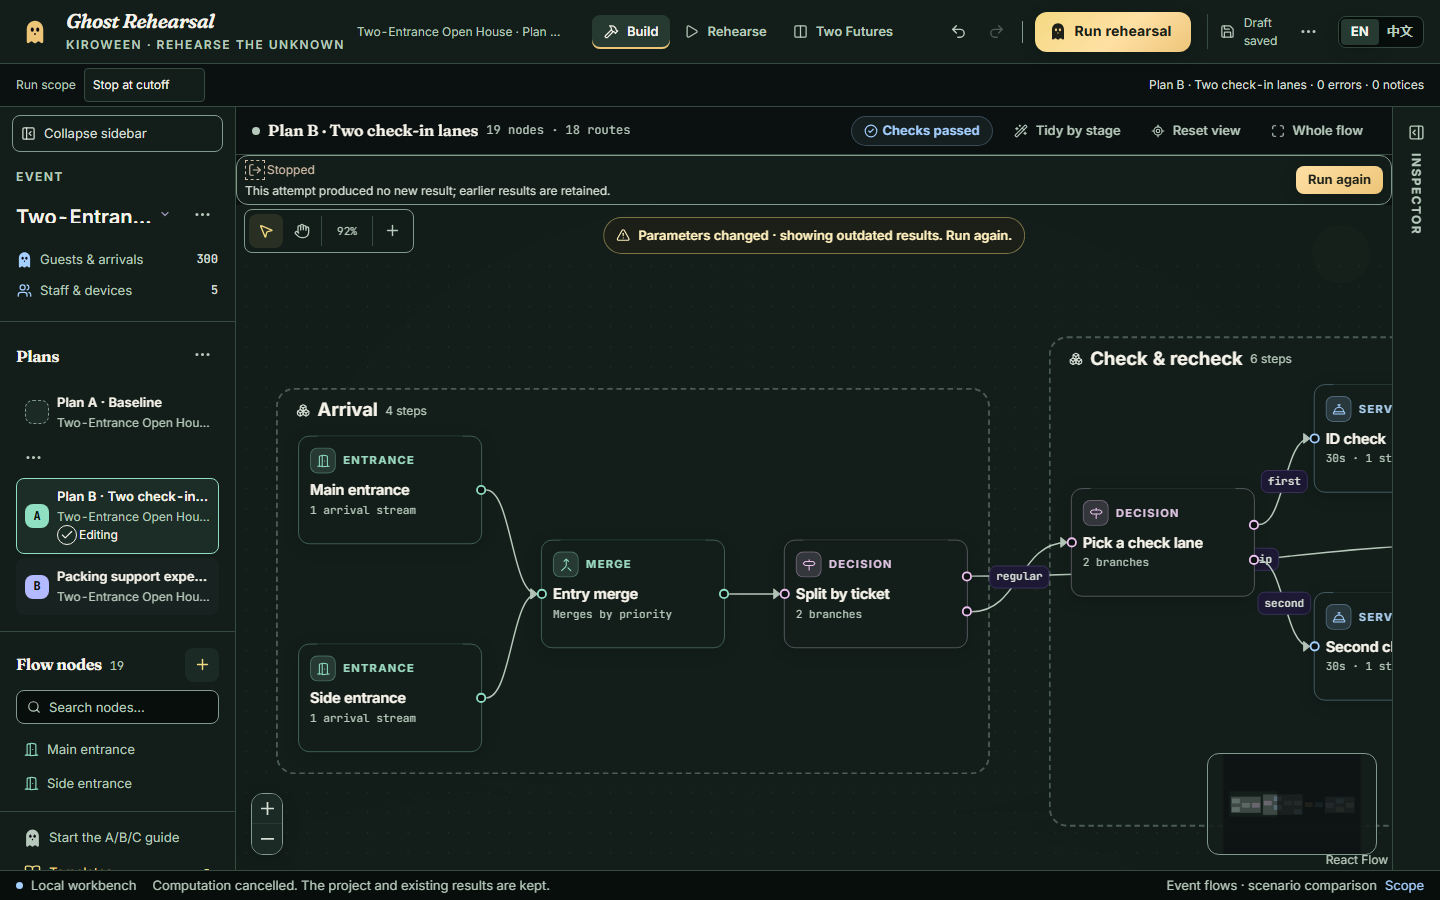 Ghost Rehearsal
KIROWEEN · REHEARSE THE UNKNOWN
Two-Entrance Open House · Plan ...
Build
Rehearse
Two Futures
Run rehearsal
Draft
saved
EN
中文
Run scope
Stop at cutoff
Plan B · Two check-in lanes · 0 errors · 0 notices
Collapse sidebar
EVENT
Two-Entran...
Guests & arrivals 300
Staff & devices 5
Plans
Plan A · Baseline
Two-Entrance Open Hou...
A
Plan B · Two check-in...
Two-Entrance Open Hou...
Editing
B
Packing support expe...
Two-Entrance Open Hou...
Flow nodes 19
Search nodes...
Main entrance
Side entrance
Start the A/B/C guide
Plan B · Two check-in lanes 19 nodes · 18 routes
Checks passed
Tidy by stage
Reset view
Whole flow
INSPECTOR
Stopped
This attempt produced no new result; earlier results are retained.
Run again
92%
Parameters changed · showing outdated results. Run again.
Arrival 4 steps
ENTRANCE
Main entrance
1 arrival stream
ENTRANCE
Side entrance
1 arrival stream
MERGE
Entry merge
Merges by priority
DECISION
Split by ticket
2 branches
regular
Check & recheck 6 steps
DECISION
Pick a check lane
2 branches
first
ip
second
SERV
ID check
30s · 1 st
SERV
Second cl
30s · 1 st
React Flow
Local workbench
Computation cancelled. The project and existing results are kept.
Event flows · scenario comparison
Scope